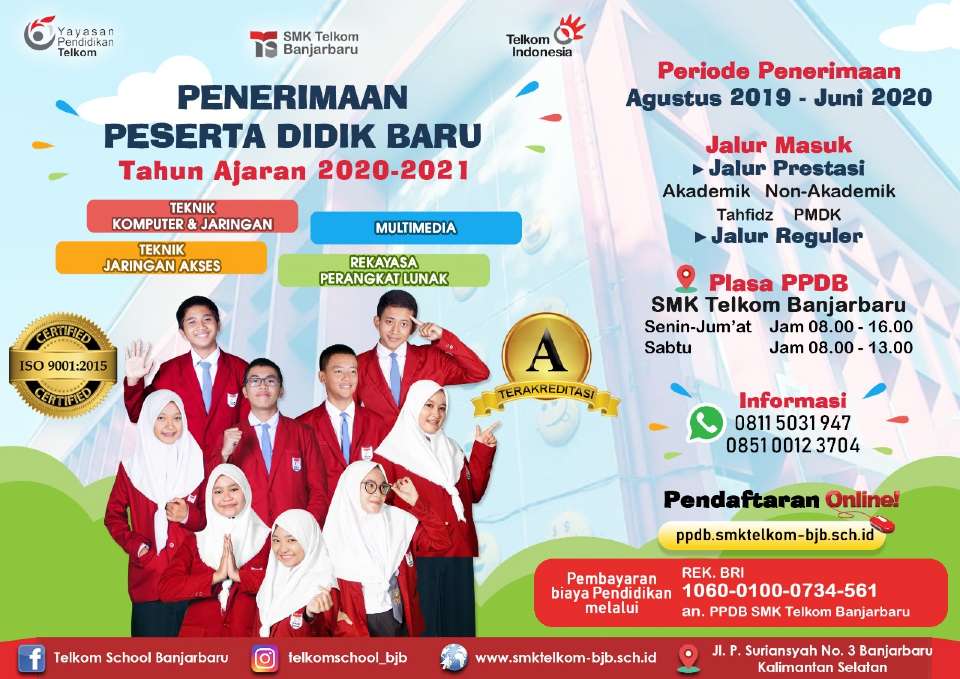 Yayasan
Pendidikan
Telkom
SMK Telkom
Banjarbaru
Telkom
Indonesia
PENERIMAAN
PESERTA DIDIK BARU
Tahun Ajaran 2020-2021
TEKNIK
KOMPUTER & JARINGAN
MULTIMEDIA
TEKNIK
JARINGAN AKSES
REKAYASA
PERANGKAT LUNAK
CERTIFIED
ISO 9001:2015
CERTIFIED
A
TERAKREDITASI
Periode Penerimaan
Agustus 2019 - Juni 2020
Jalur Masuk
▸ Jalur Prestasi
Akademik Non-Akademik
Tahfidz PMDK
▸ Jalur Reguler
Plasa PPDB
SMK Telkom Banjarbaru
Senin-Jum'at Jam 08.00 - 16.00
Sabtu Jam 08.00 - 13.00
Informasi
0811 5031 947
0851 0012 3704
Pendaftaran Online!
ppdb.smktelkom-bjb.sch.id
Pembayaran
biaya Pendidikan
melalui
REK. BRI
1060-0100-0734-561
an. PPDB SMK Telkom Banjarbaru
Telkom School Banjarbaru
telkomschool_bjb
www.smktelkom-bjb.sch.id
Jl. P. Suriansyah No. 3 Banjarbaru
Kalimantan Selatan